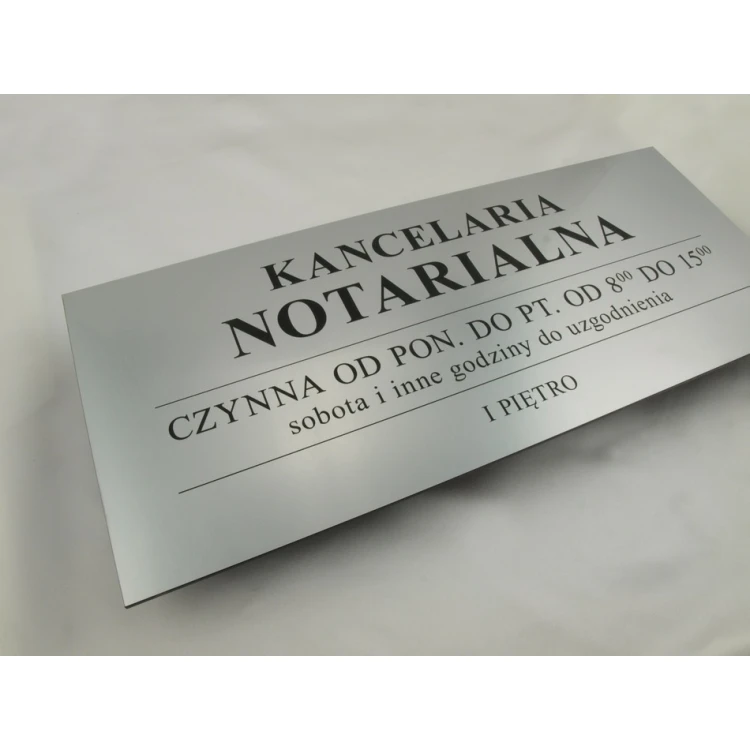 KANCELARIA
NOTARIALNA
CZYNNA OD PON. DO PT. OD 8⁰⁰ DO 15⁰⁰
sobota i inne godziny do uzgodnienia
I PIĘTRO